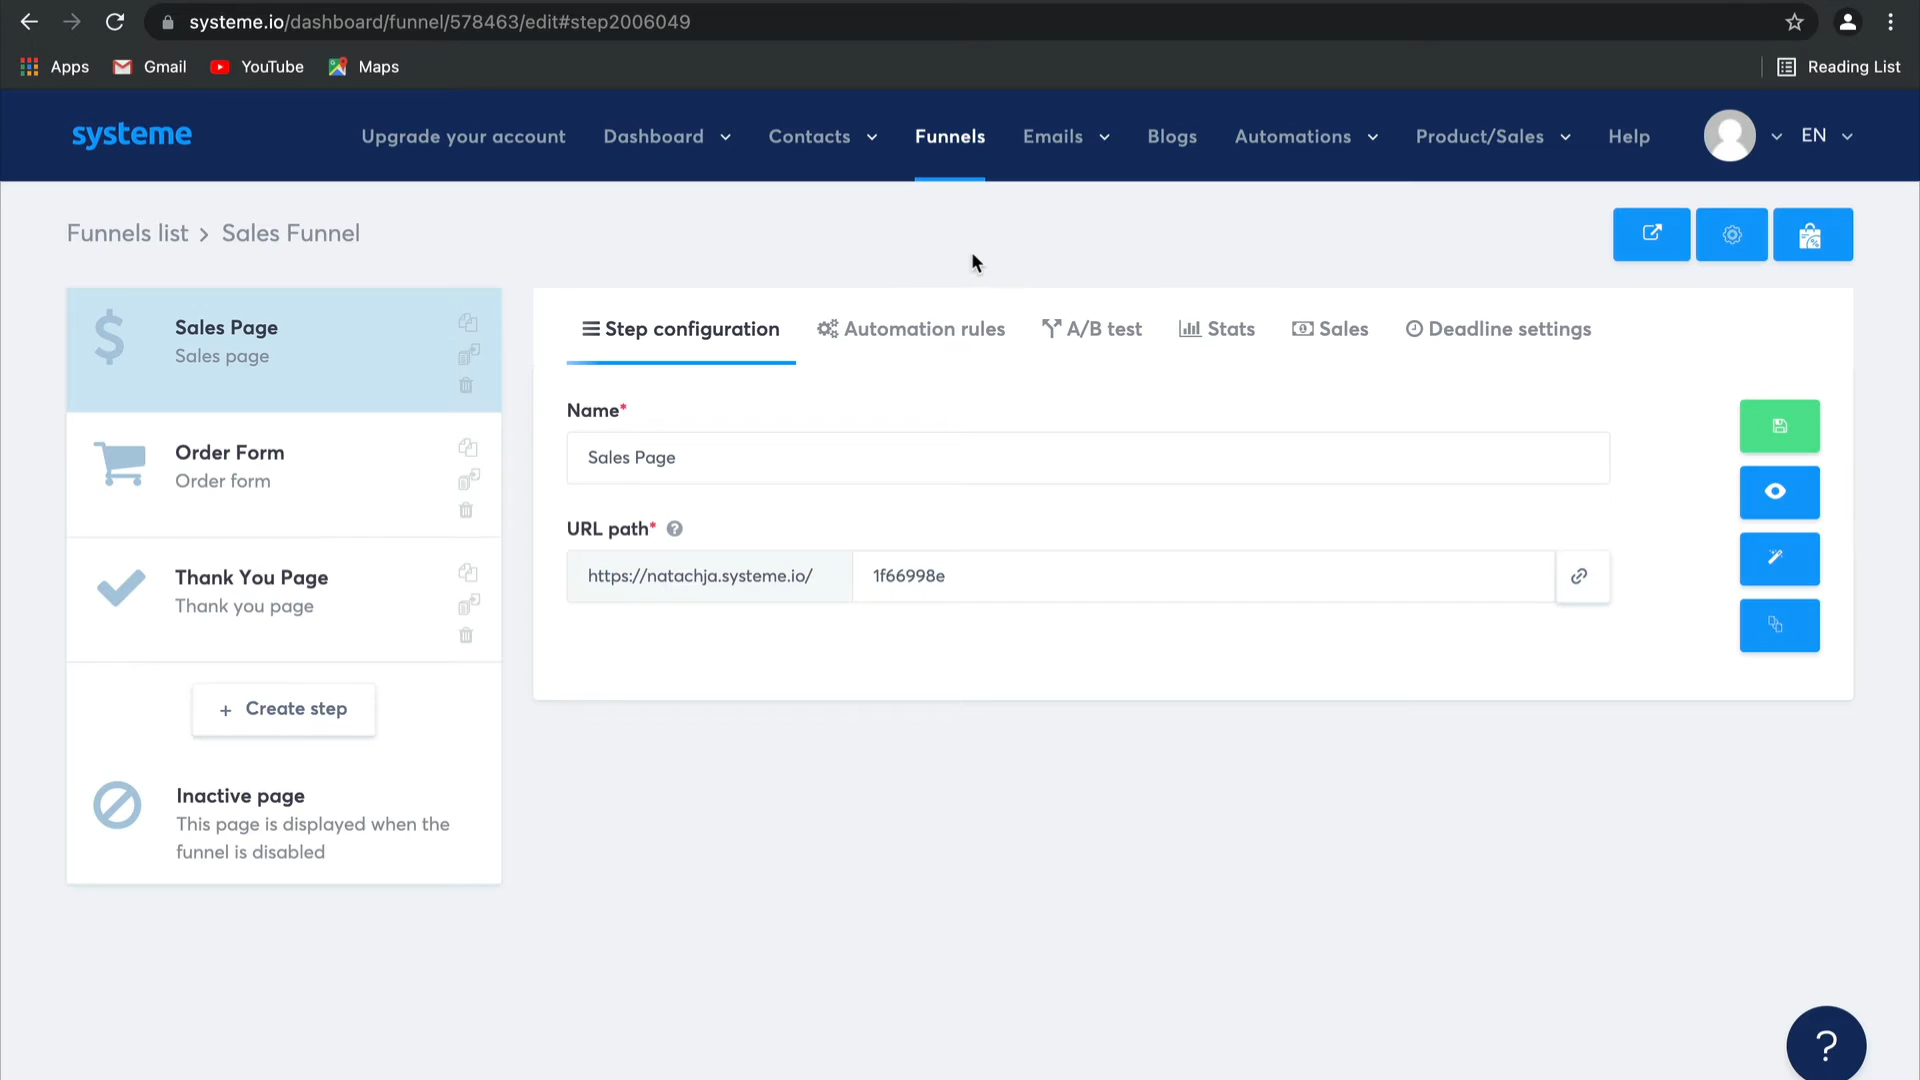 systeme.io/dashboard/funnel/578463/edit#step2006049
Apps Gmail YouTube Maps Reading List
systeme Upgrade your account Dashboard Contacts Funnels Emails Blogs Automations Product/Sales Help EN
Funnels list > Sales Funnel
Sales Page
Sales page
Order Form
Order form
Thank You Page
Thank you page
+ Create step
Inactive page
This page is displayed when the
funnel is disabled
Step configuration Automation rules A/B test Stats Sales Deadline settings
Name*
Sales Page
URL path* ?
https://natachja.systeme.io/ 1f66998e
?